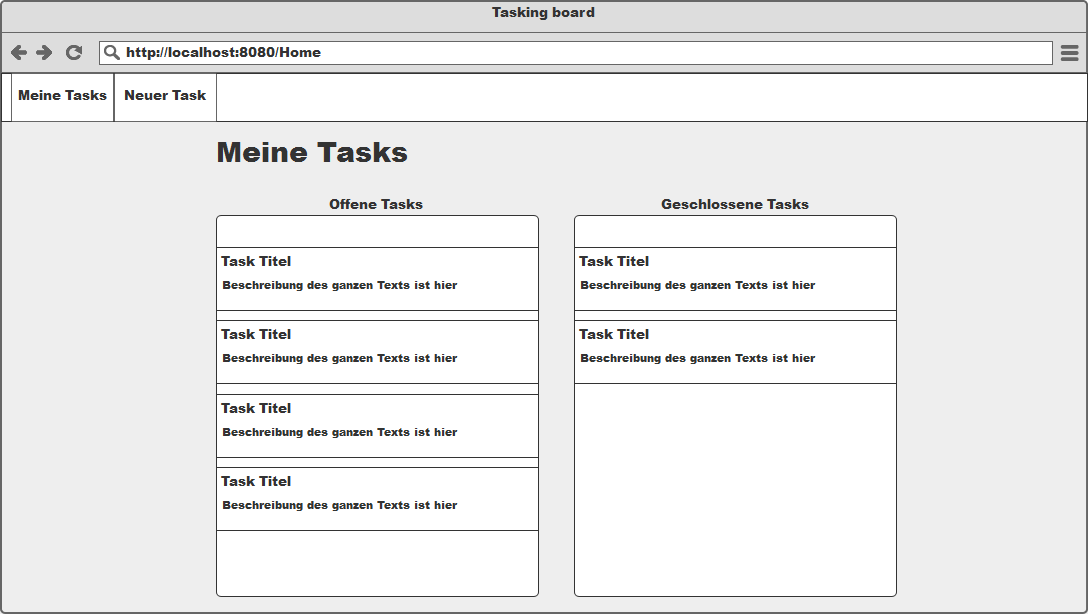 Tasking board
http://localhost:8080/Home
Meine Tasks
Neuer Task
Meine Tasks
Offene Tasks
Task Titel
Beschreibung des ganzen Texts ist hier
Task Titel
Beschreibung des ganzen Texts ist hier
Task Titel
Beschreibung des ganzen Texts ist hier
Task Titel
Beschreibung des ganzen Texts ist hier
Geschlossene Tasks
Task Titel
Beschreibung des ganzen Texts ist hier
Task Titel
Beschreibung des ganzen Texts ist hier